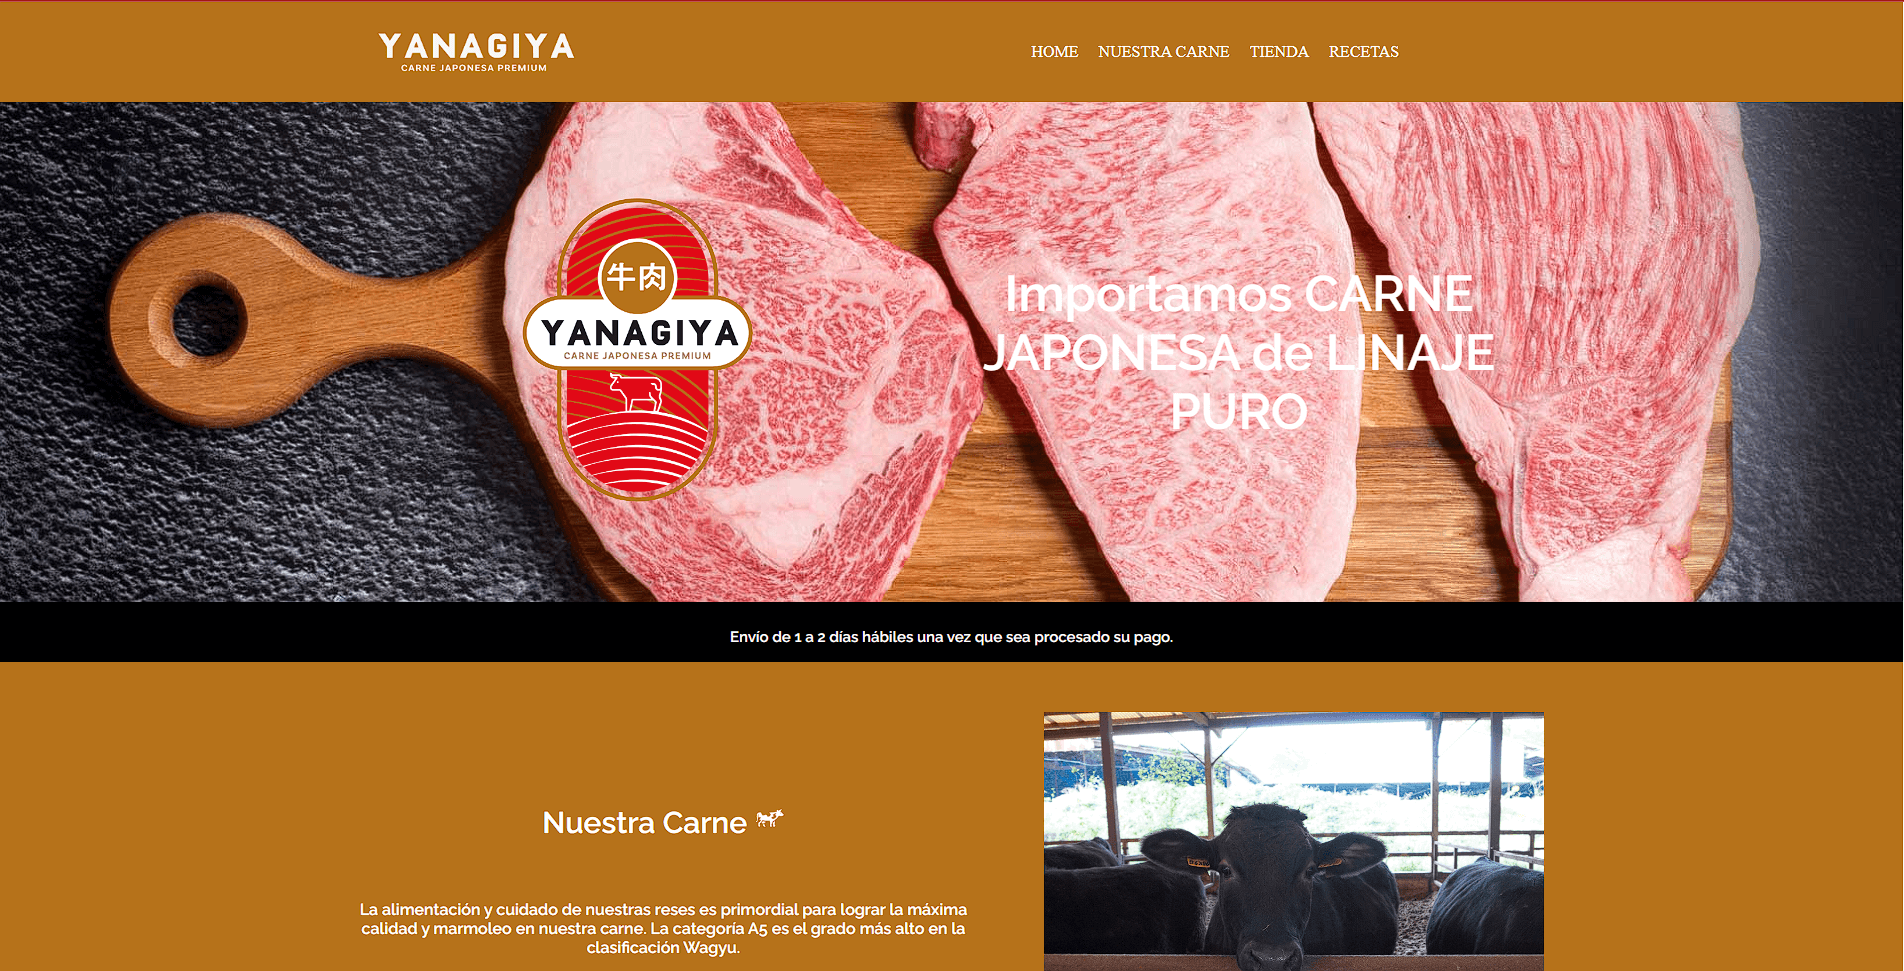 YANAGIYA
CARNE JAPONESA PREMIUM
HOME NUESTRA CARNE TIENDA RECETAS
牛肉
YANAGIYA
CARNE JAPONESA PREMIUM
Importamos CARNE
JAPONESA de LINAJE
PURO
Envío de 1 a 2 días hábiles una vez que sea procesado su pago.
Nuestra Carne
La alimentación y cuidado de nuestras reses es primordial para lograr la máxima
calidad y marmoleo en nuestra carne. La categoría A5 es el grado más alto en la
clasificación Wagyu.